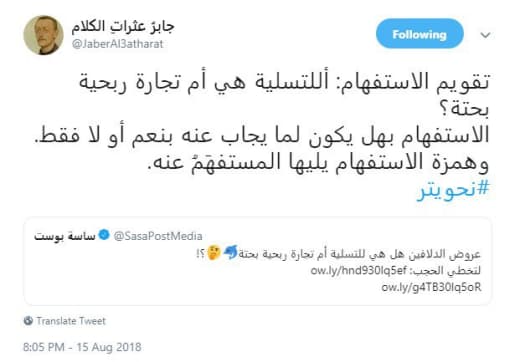 جابرُ عثراتِ الكلام
@JaberAl3atharat
Following
تقويم الاستفهام: أللتسلية هي أم تجارة ربحية
بحتة؟
الاستفهام بهل يكون لما يجاب عنه بنعم أو لا فقط.
وهمزة الاستفهام يليها المستفهَمُ عنه.
#نحويتر
ساسة بوست @SasaPostMedia
عروض الدلافين هل هي للتسلية أم تجارة ربحية بحتة🐬🤔؟!
لتخطي الحجب: ow.ly/hnd930lq5ef
ow.ly/g4TB30lq5oR
Translate Tweet
8:05 PM - 15 Aug 2018